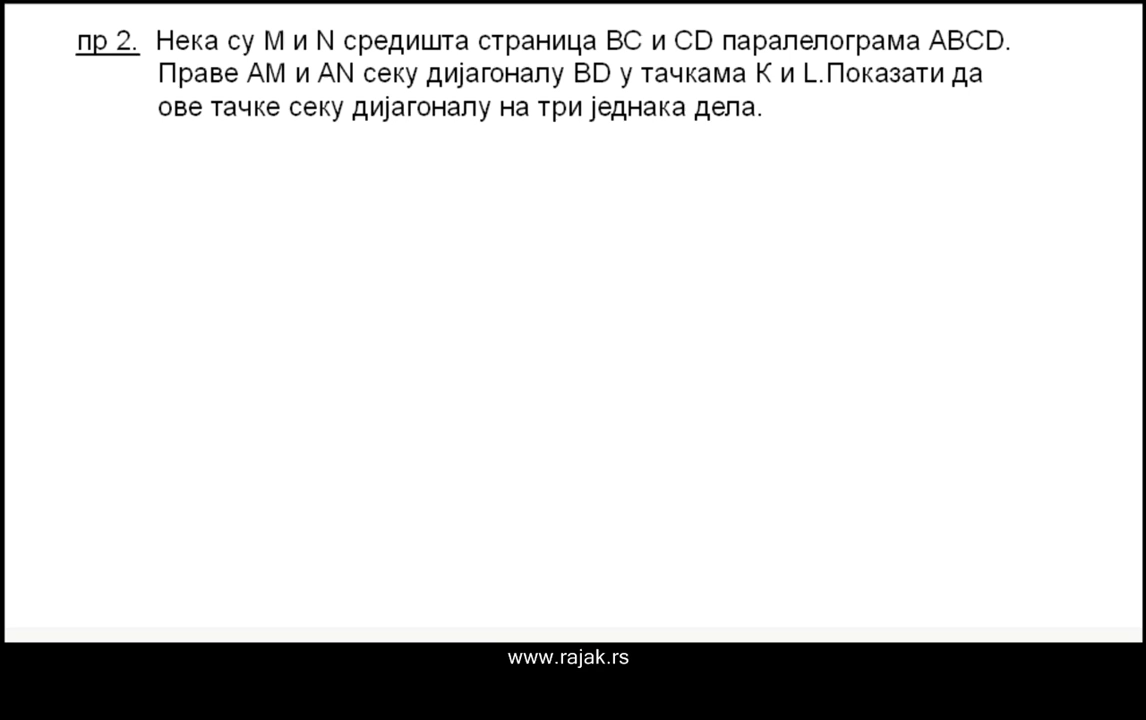 пр 2. Нека су M и N средишта страница BC и CD паралелограма ABCD.
Праве AM и AN секу дијагоналу BD у тачкама К и L.Показати да
ове тачке секу дијагоналу на три једнака дела.
www.rajak.rs